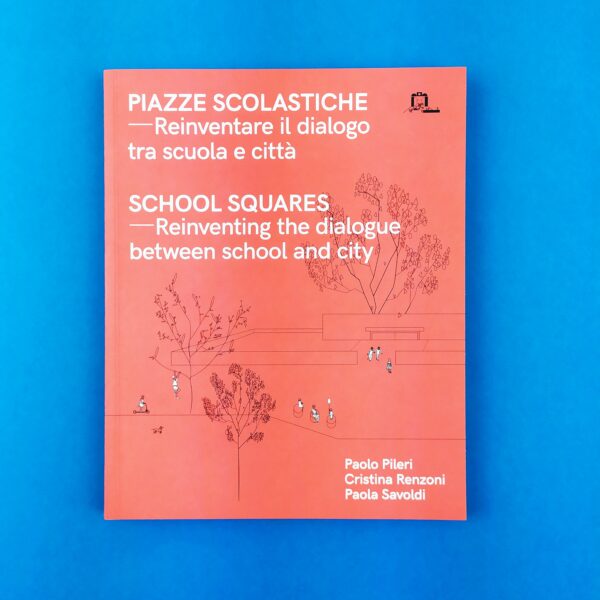 PIAZZE SCOLASTICHE
—Reinventare il dialogo
tra scuola e città
SCHOOL SQUARES
—Reinventing the dialogue
between school and city
Paolo Pileri
Cristina Renzoni
Paola Savoldi